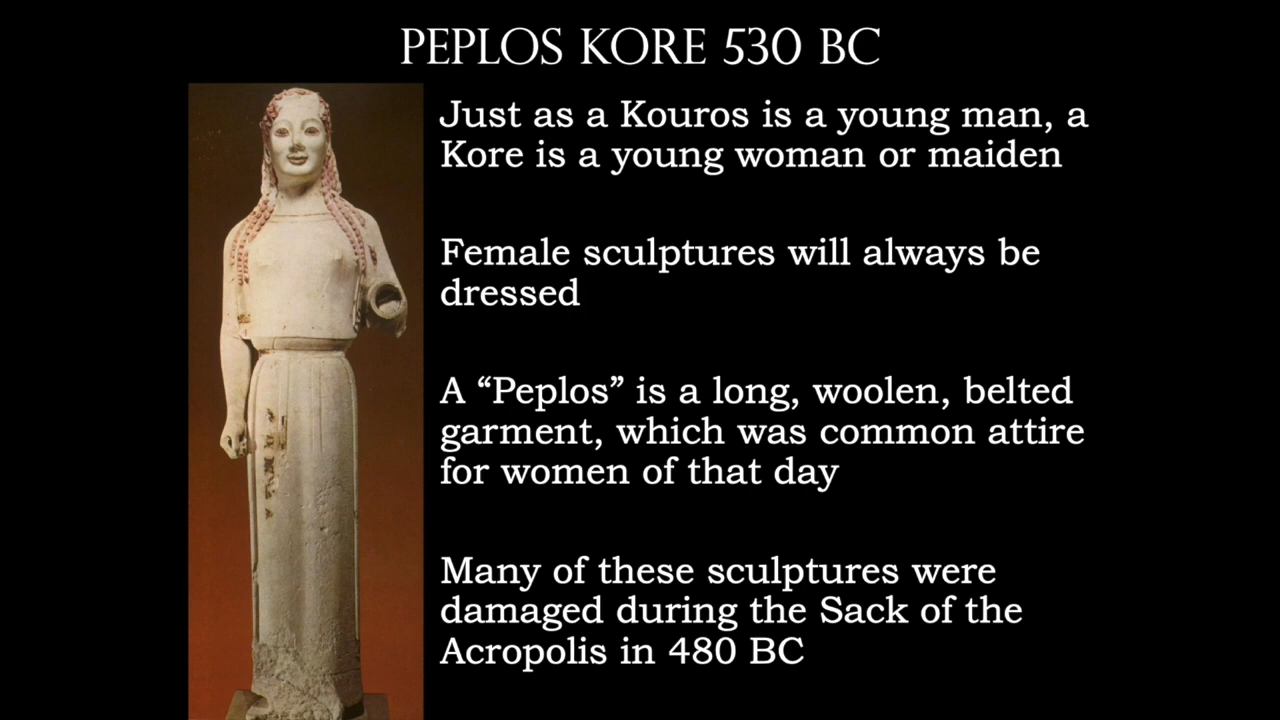 PEPLOS KORE 530 BC
Just as a Kouros is a young man, a
Kore is a young woman or maiden
Female sculptures will always be
dressed
A “Peplos” is a long, woolen, belted
garment, which was common attire
for women of that day
Many of these sculptures were
damaged during the Sack of the
Acropolis in 480 BC